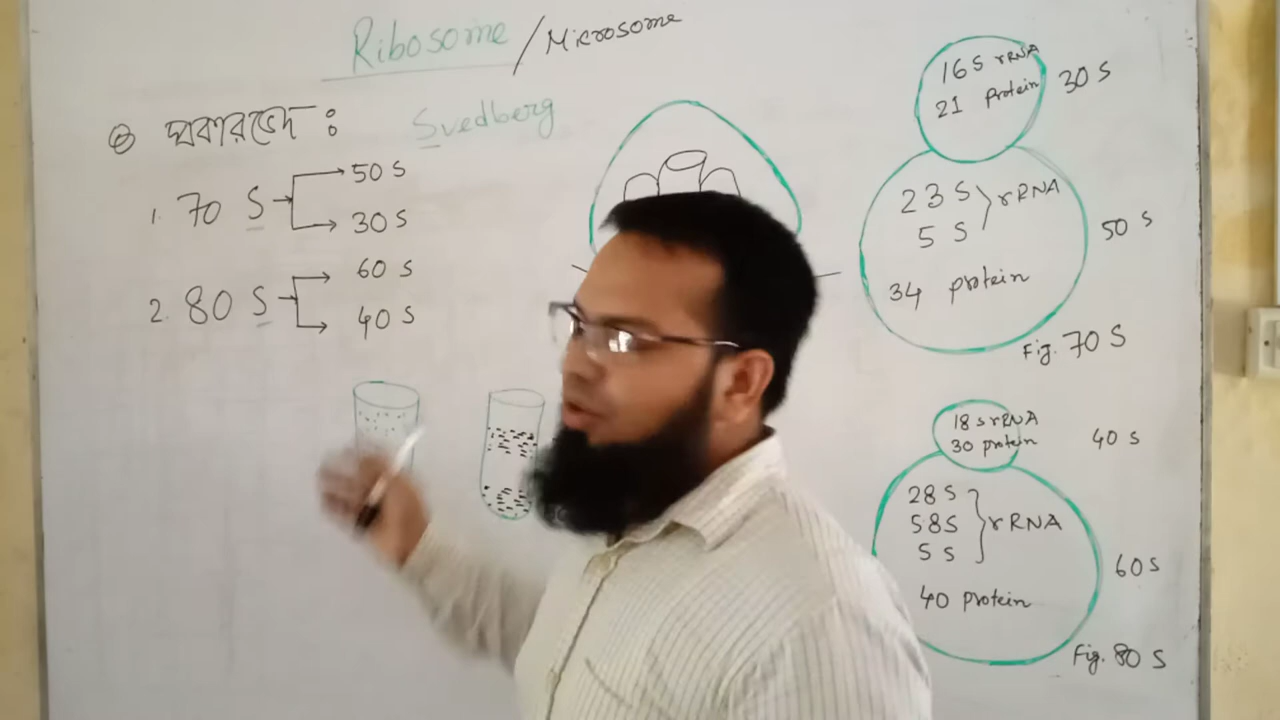 Ribosome / Microsome
প্রকারভেদ :
Svedberg
1. 70 S → 50 S
30 S
2. 80 S → 60 S
40 S
16 S rRNA
21 Protein
30 S
23 S
5 S
rRNA
34 protein
50 S
Fig. 70 S
18 S rRNA
30 protein
40 S
28 S
58S
5 S
rRNA
40 protein
60 S
Fig. 80 S